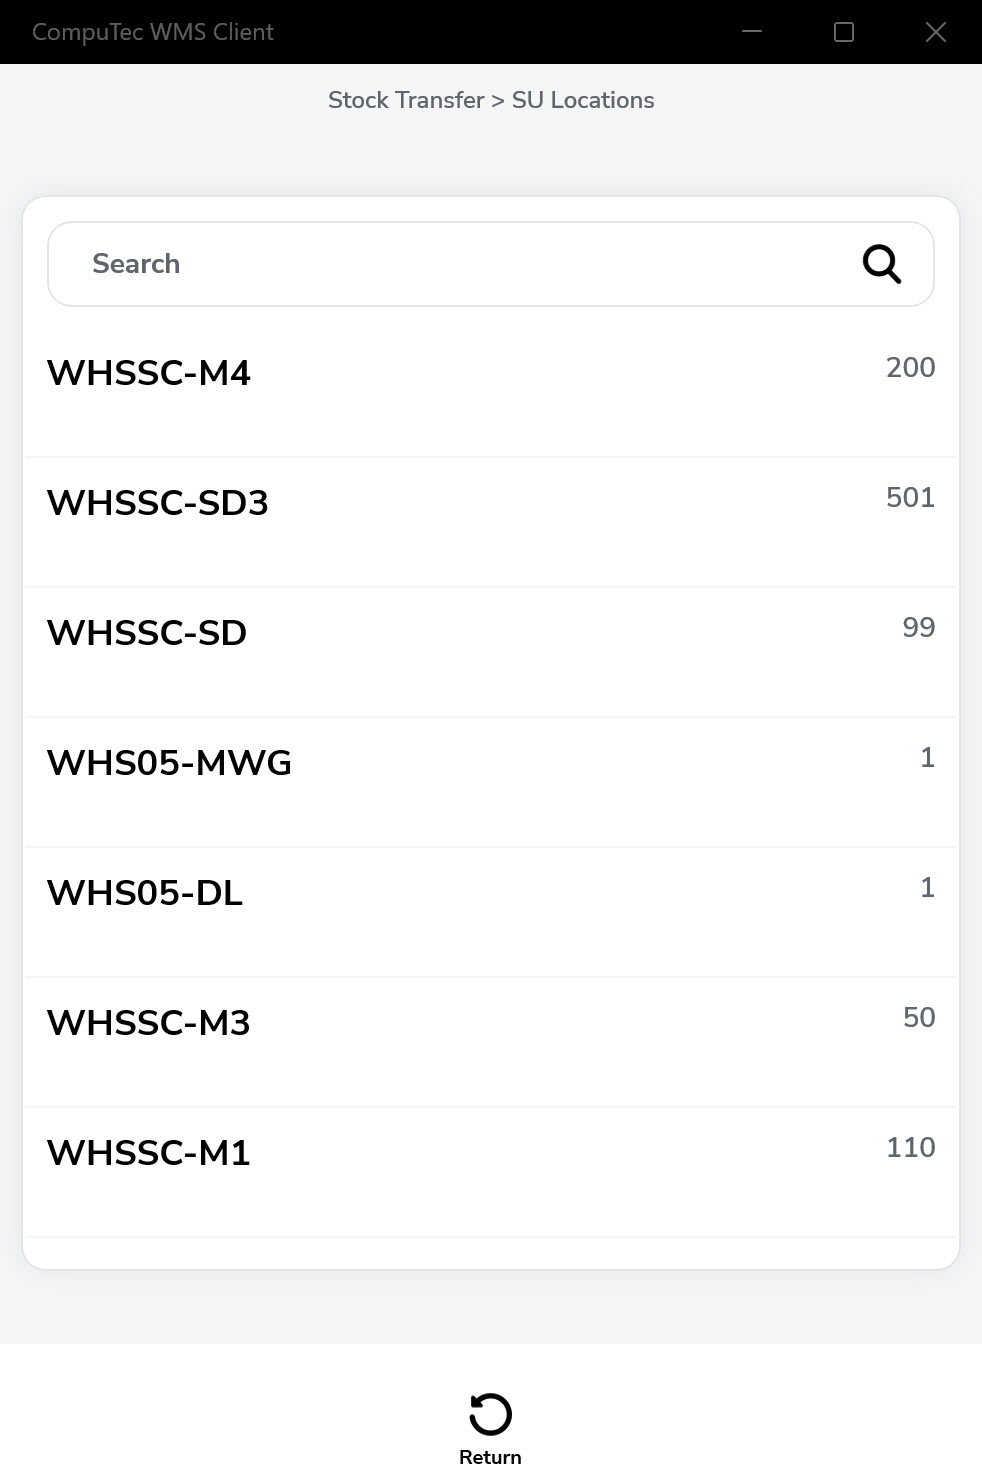 CompuTec WMS Client
Stock Transfer > SU Locations
Search
WHSSC-M4 200
WHSSC-SD3 501
WHSSC-SD 99
WHS05-MWG 1
WHS05-DL 1
WHSSC-M3 50
WHSSC-M1 110
Return